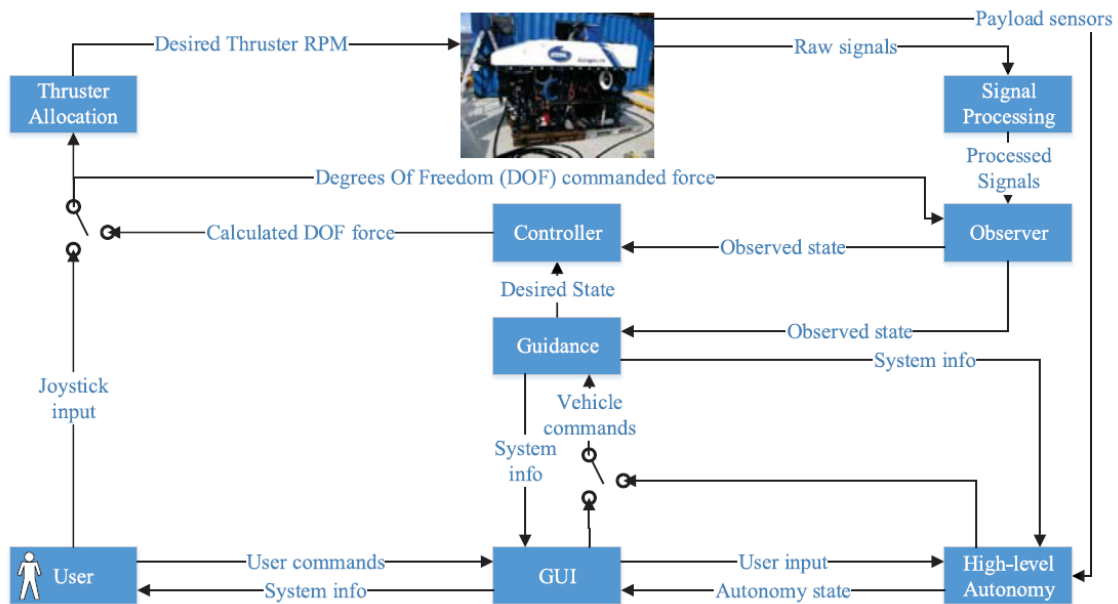 Payload sensors
Desired Thruster RPM
Raw signals
Thruster
Allocation
Signal
Processing
Processed
Signals
Degrees Of Freedom (DOF) commanded force
Calculated DOF force
Controller
Observed state
Observer
Desired State
Guidance
Observed state
System info
Joystick
input
Vehicle
commands
System
info
User
User commands
System info
GUI
User input
Autonomy state
High-level
Autonomy